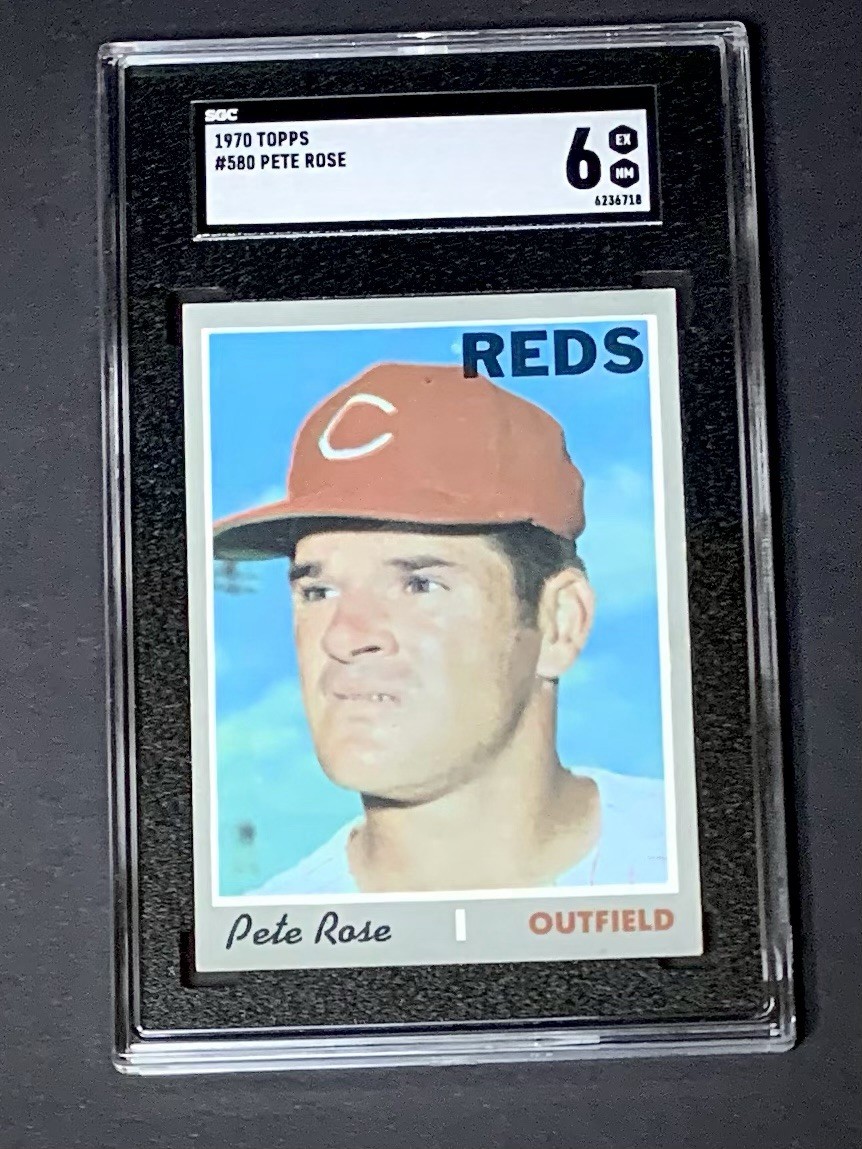 SGC
1970 TOPPS
#580 PETE ROSE
6 EX
NM
6236718
REDS
C
Pete Rose OUTFIELD